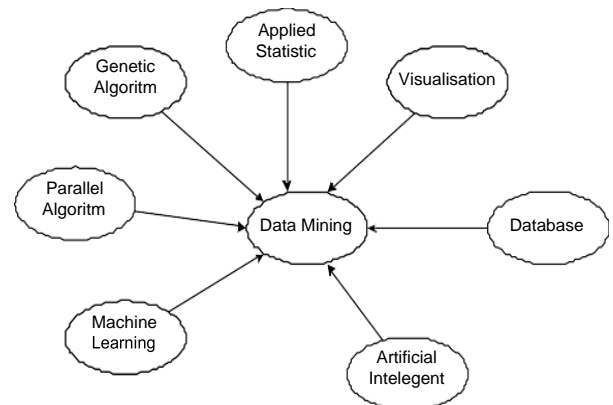 Applied
Statistic
Genetic
Algoritm
Visualisation
Parallel
Algoritm
Data Mining
Database
Machine
Learning
Artificial
Intelegent